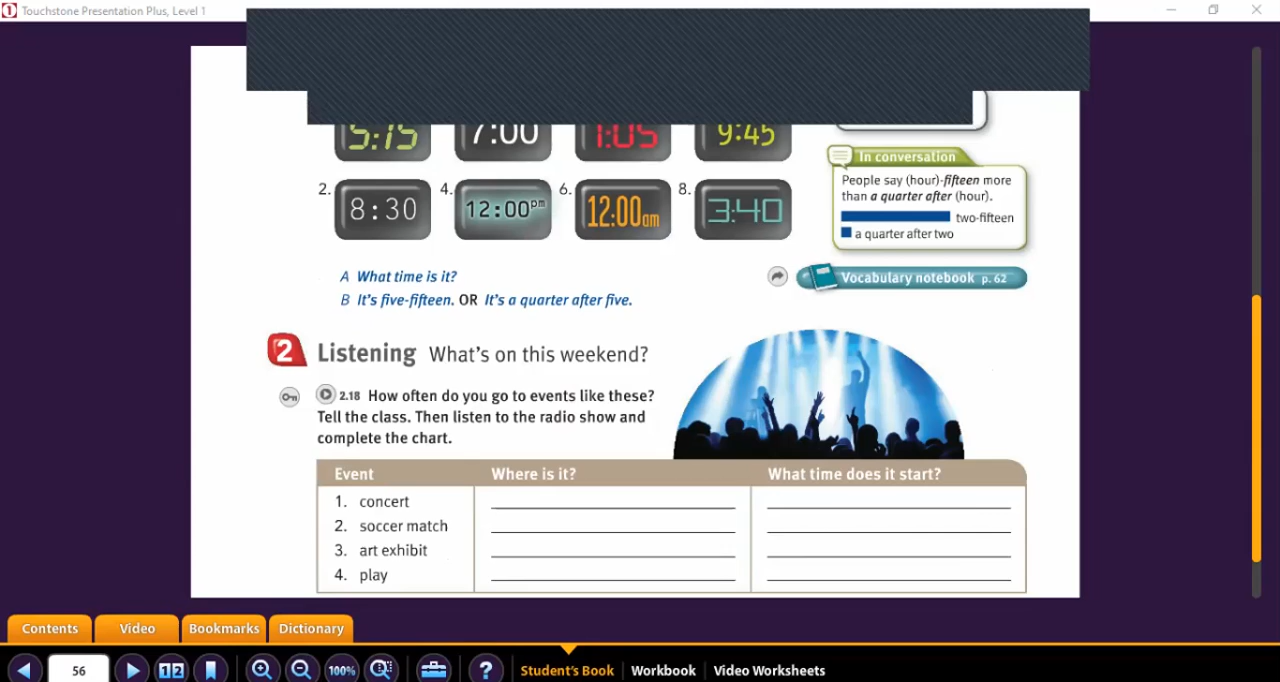 Touchstone Presentation Plus, Level 1
5:15 7:00 1:05 9:45
In conversation
People say (hour)-fifteen more
than a quarter after (hour).
two-fifteen
a quarter after two
2. 8:30 4. 12:00pm 6. 12:00am 8. 3:40
A What time is it?
B It's five-fifteen. OR It's a quarter after five.
Vocabulary notebook p. 62
2 Listening What's on this weekend?
2.18 How often do you go to events like these?
Tell the class. Then listen to the radio show and
complete the chart.
Event Where is it? What time does it start?
1. concert
2. soccer match
3. art exhibit
4. play
Contents Video Bookmarks Dictionary
56 1 2 100% ? Student's Book Workbook Video Worksheets